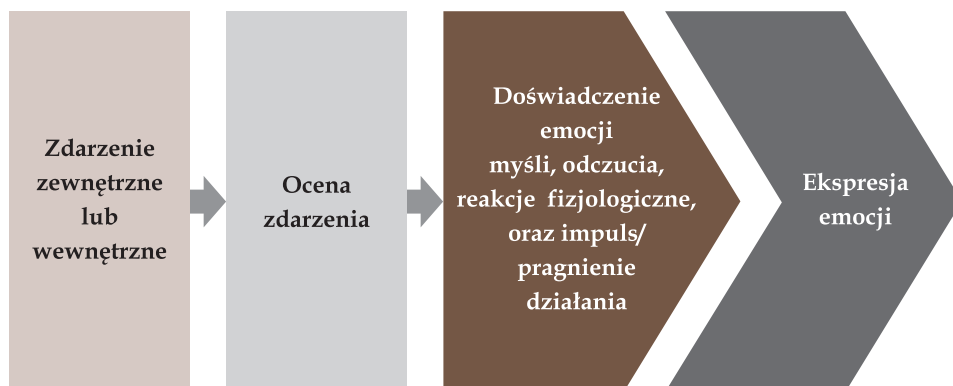 Zdarzenie
zewnętrzne
lub
wewnętrzne
Ocena
zdarzenia
Doświadczenie
emocji
myśli, odczucia,
reakcje fizjologiczne,
oraz impuls/
pragnienie
działania
Ekspresja
emocji